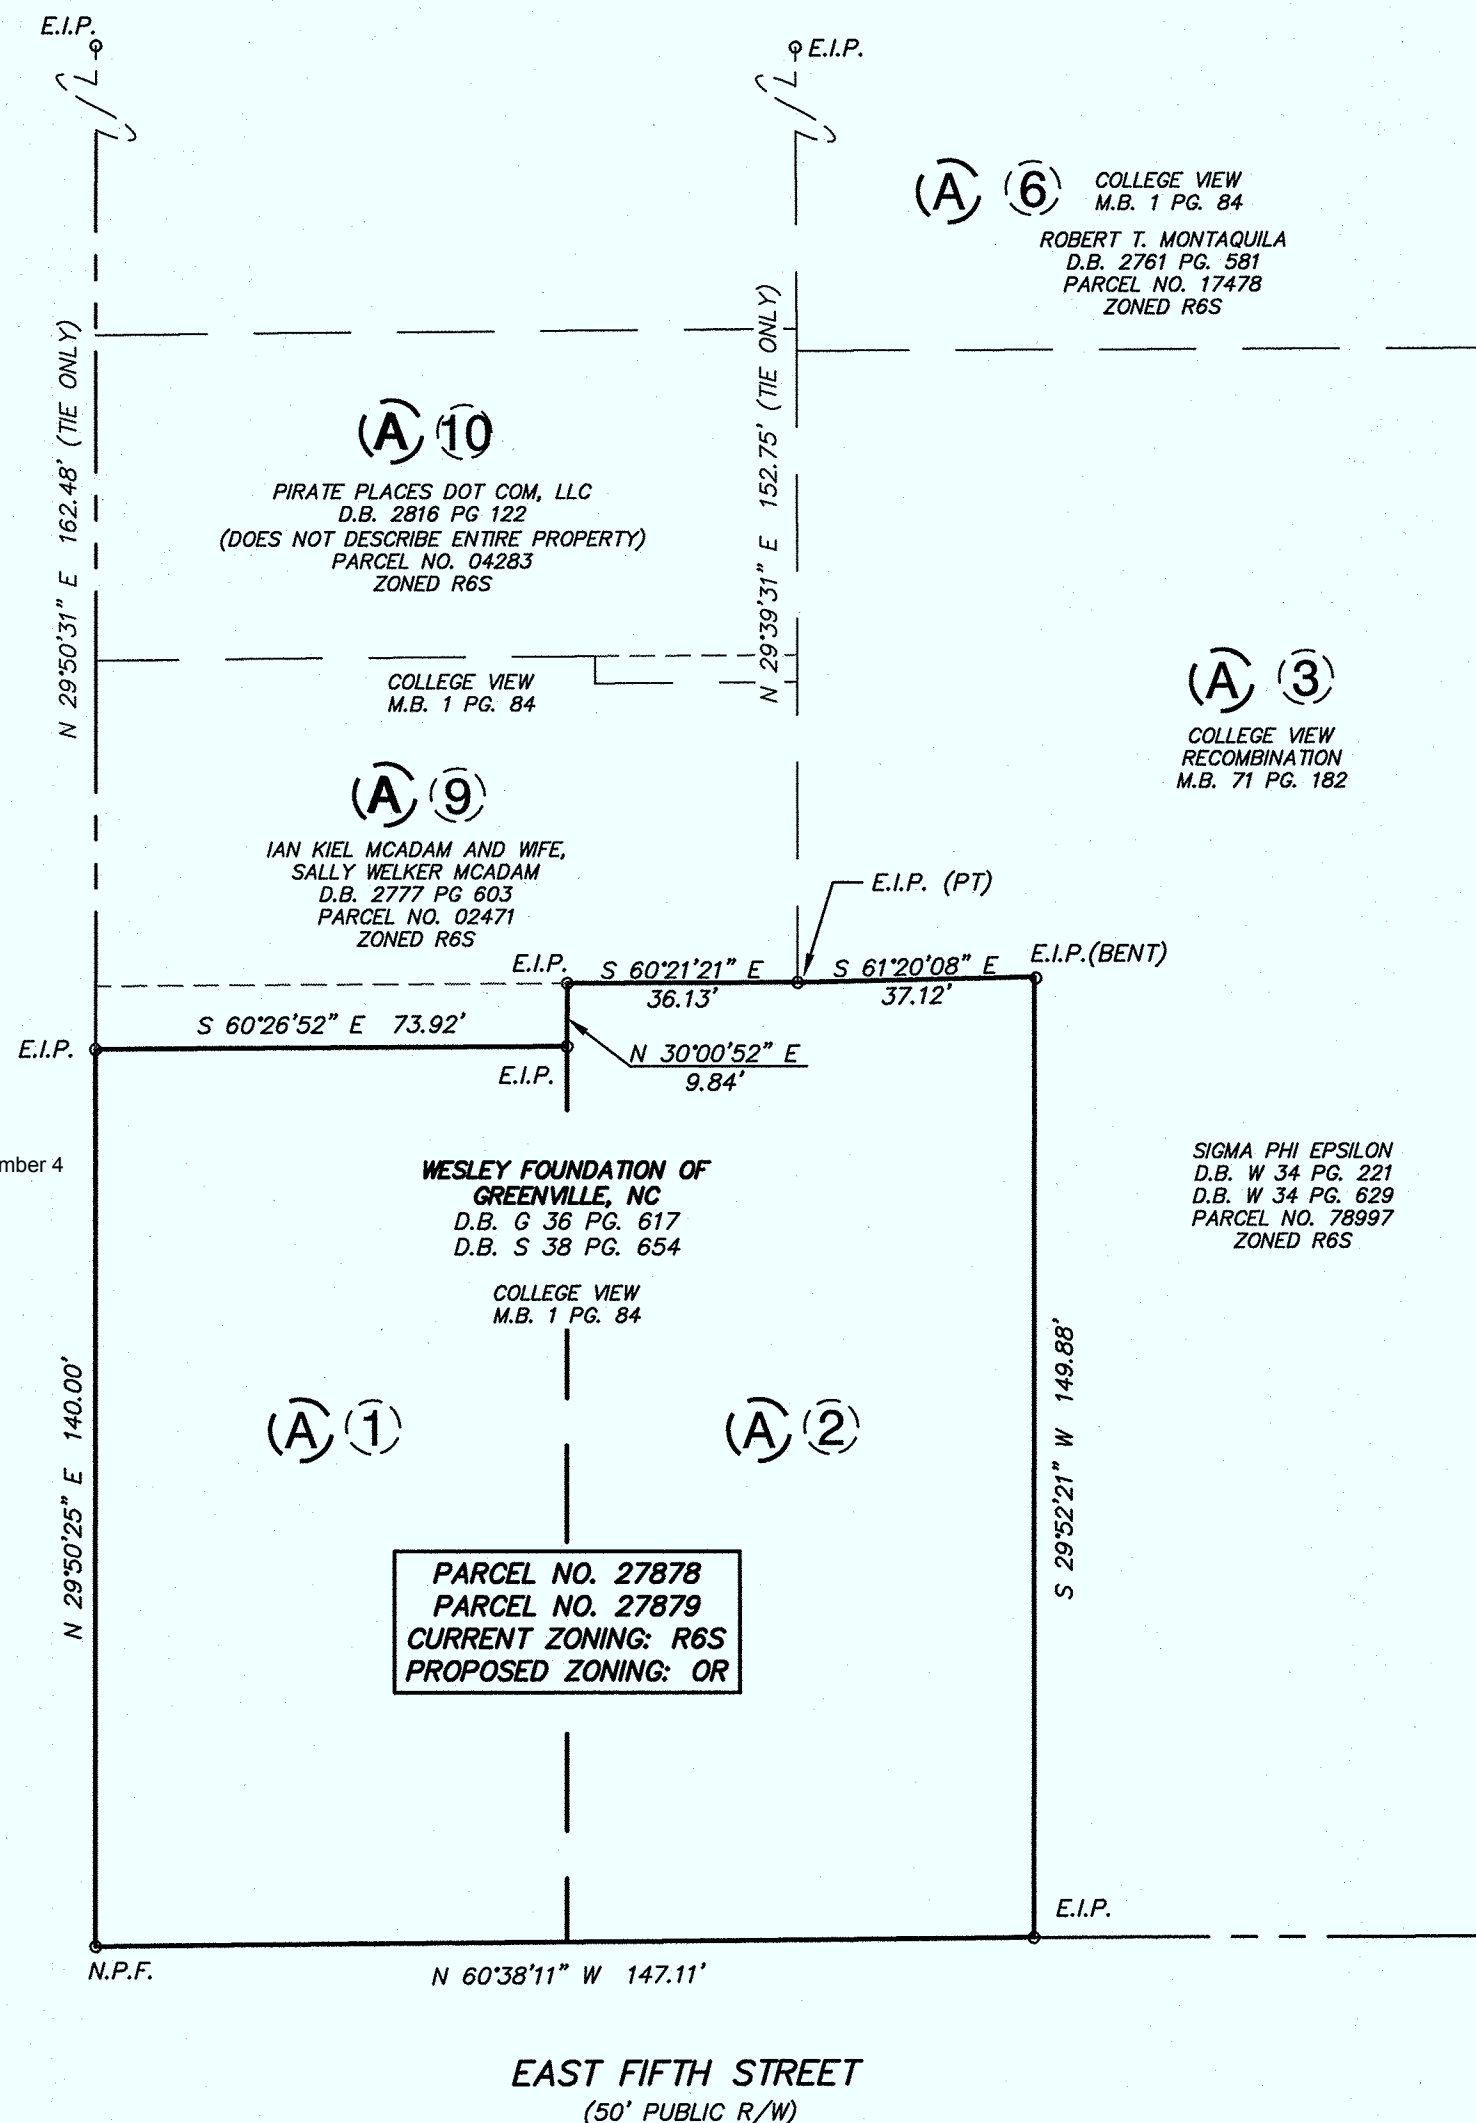 E.I.P.
E.I.P.
A 6
COLLEGE VIEW
M.B. 1 PG. 84
ROBERT T. MONTAQUILA
D.B. 2761 PG. 581
PARCEL NO. 17478
ZONED R6S
N 29°50'31" E 162.48' (TIE ONLY)
N 29°39'31" E 152.75' (TIE ONLY)
A 10
PIRATE PLACES DOT COM, LLC
D.B. 2816 PG 122
(DOES NOT DESCRIBE ENTIRE PROPERTY)
PARCEL NO. 04283
ZONED R6S
COLLEGE VIEW
M.B. 1 PG. 84
A 3
COLLEGE VIEW
RECOMBINATION
M.B. 71 PG. 182
A 9
IAN KIEL MCADAM AND WIFE,
SALLY WELKER MCADAM
D.B. 2777 PG 603
PARCEL NO. 02471
ZONED R6S
E.I.P. (PT)
E.I.P.
S 60°21'21" E
36.13'
S 61°20'08" E
37.12'
E.I.P.(BENT)
S 60°26'52" E 73.92'
E.I.P.
E.I.P.
N 30°00'52" E
9.84'
mber 4
WESLEY FOUNDATION OF
GREENVILLE, NC
D.B. G 36 PG. 617
D.B. S 38 PG. 654
COLLEGE VIEW
M.B. 1 PG. 84
SIGMA PHI EPSILON
D.B. W 34 PG. 221
D.B. W 34 PG. 629
PARCEL NO. 78997
ZONED R6S
N 29°50'25" E 140.00'
A 1
A 2
S 29°52'21" W 149.88'
PARCEL NO. 27878
PARCEL NO. 27879
CURRENT ZONING: R6S
PROPOSED ZONING: OR
E.I.P.
N.P.F.
N 60°38'11" W 147.11'
EAST FIFTH STREET
(50' PUBLIC R/W)